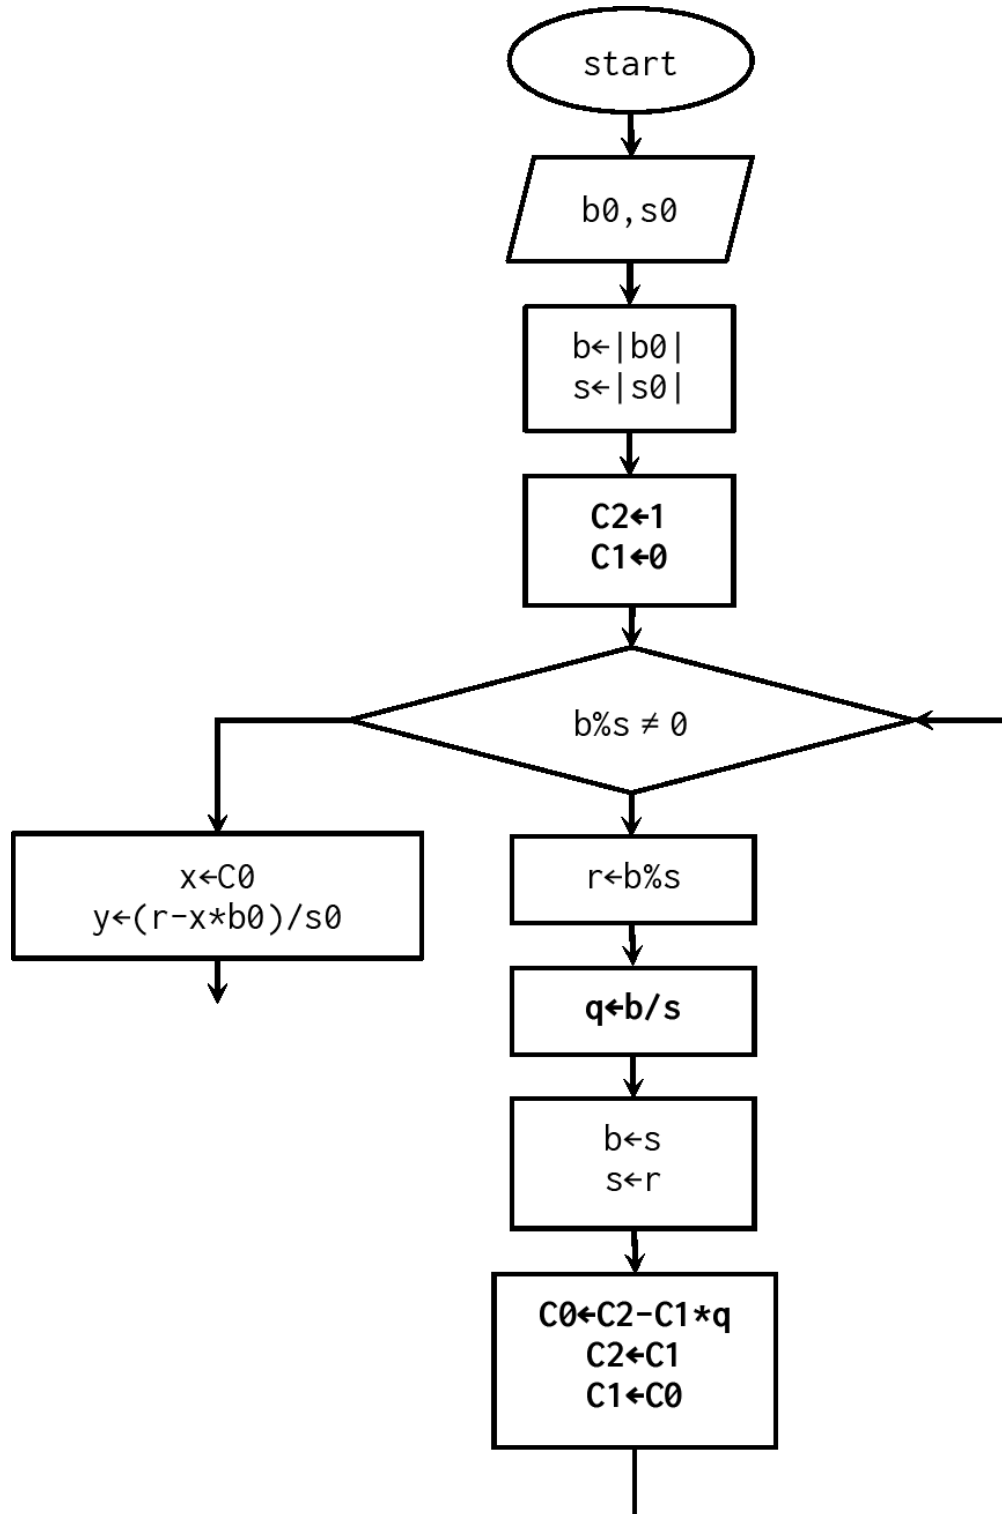 start
b0,s0
b←|b0|
s←|s0|
C2←1
C1←0
b%s ≠ 0
x←C0
y←(r-x*b0)/s0
r←b%s
q←b/s
b←s
s←r
C0←C2-C1*q
C2←C1
C1←C0